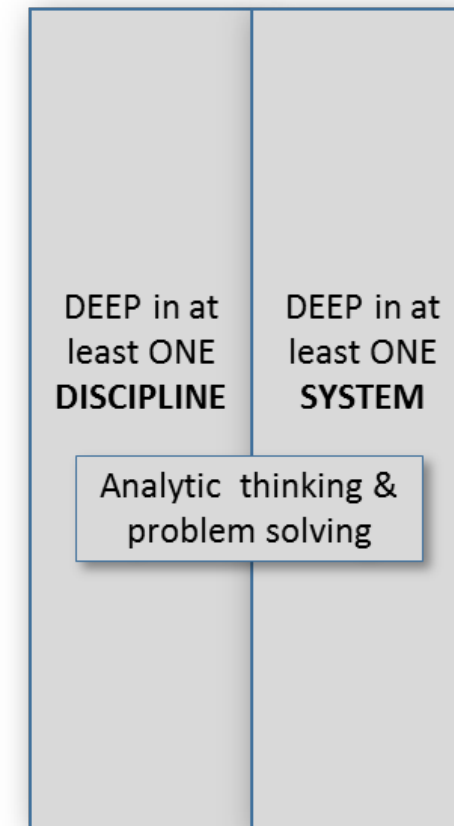 DEEP in at
least ONE
DISCIPLINE
DEEP in at
least ONE
SYSTEM
Analytic thinking &
problem solving